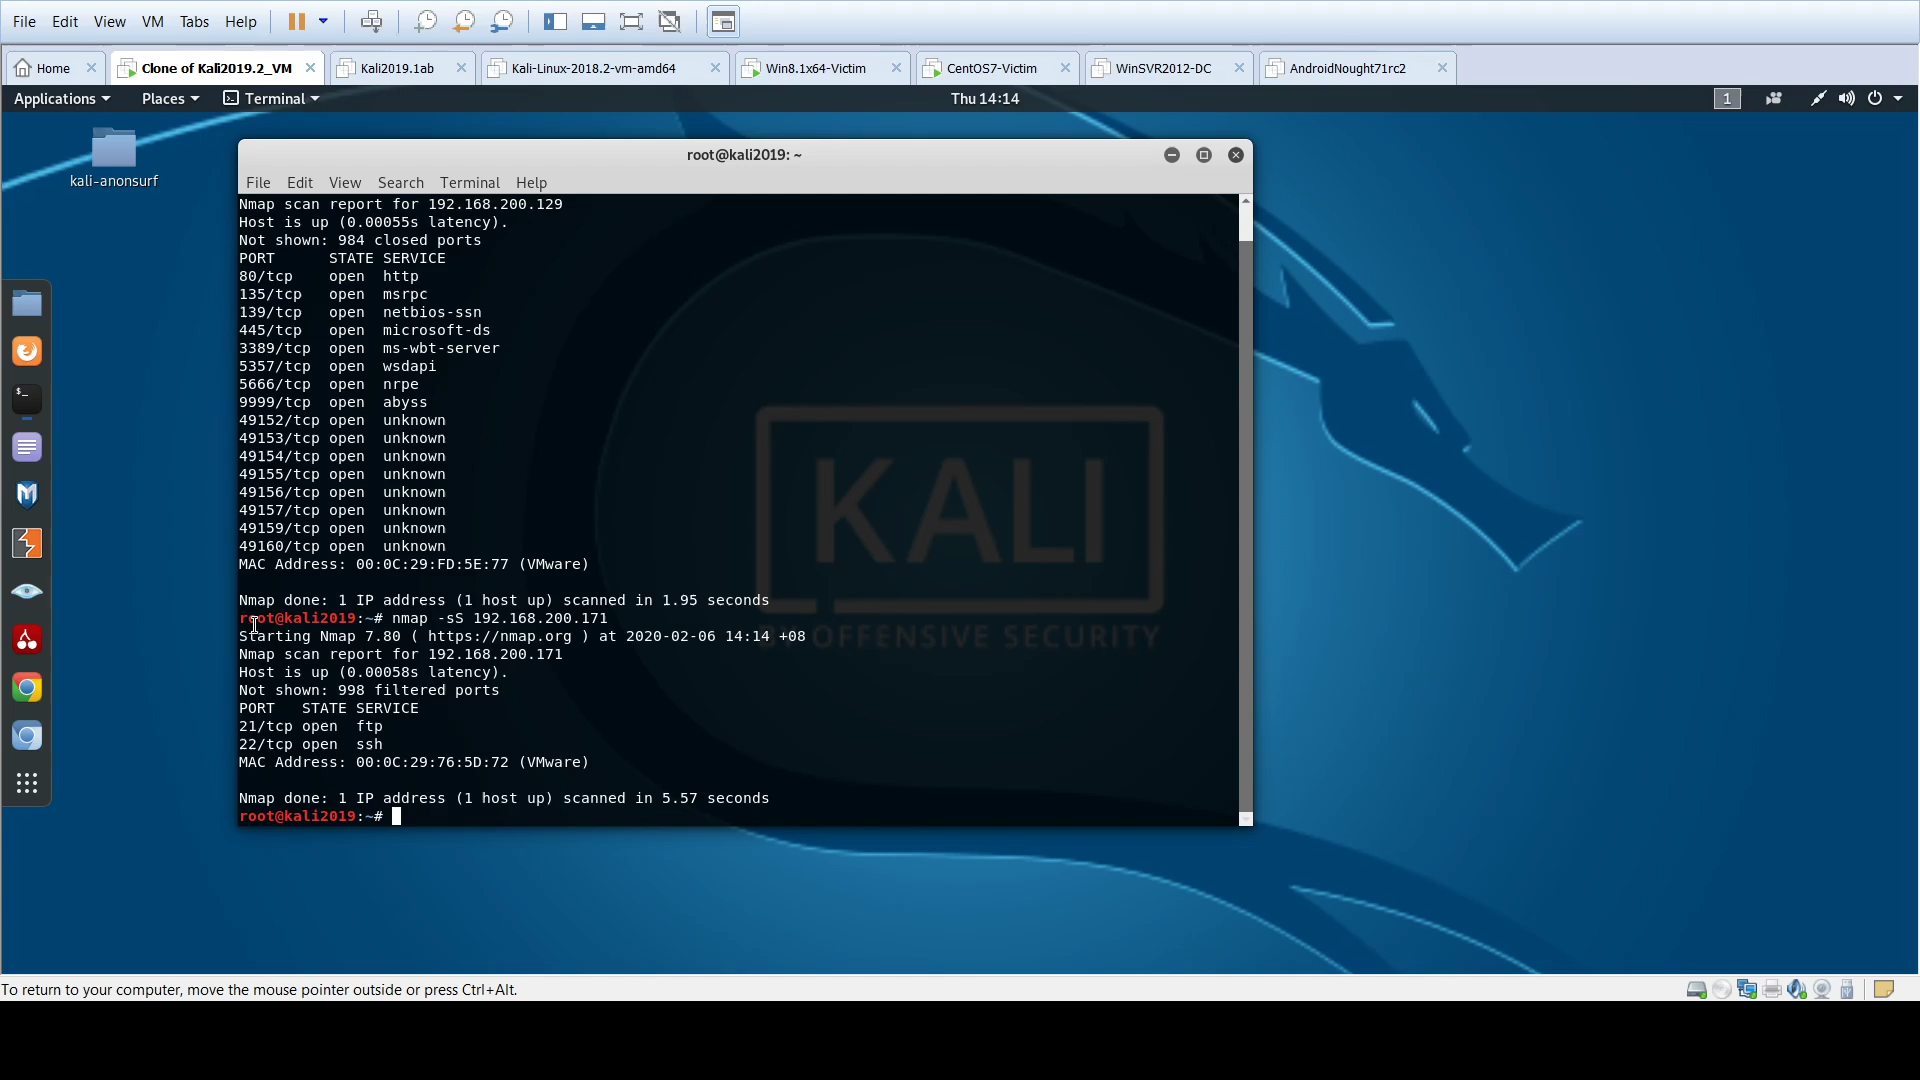 File Edit View VM Tabs Help
Home Clone of Kali2019.2_VM Kali2019.1ab Kali-Linux-2018.2-vm-amd64 Win8.1x64-Victim CentOS7-Victim WinSVR2012-DC AndroidNought71rc2
Applications Places Terminal Thu 14:14 1
kali-anonsurf
root@kali2019: ~
File Edit View Search Terminal Help
Nmap scan report for 192.168.200.129
Host is up (0.00055s latency).
Not shown: 984 closed ports
PORT STATE SERVICE
80/tcp open http
135/tcp open msrpc
139/tcp open netbios-ssn
445/tcp open microsoft-ds
3389/tcp open ms-wbt-server
5357/tcp open wsdapi
5666/tcp open nrpe
9999/tcp open abyss
49152/tcp open unknown
49153/tcp open unknown
49154/tcp open unknown
49155/tcp open unknown
49156/tcp open unknown
49157/tcp open unknown
49159/tcp open unknown
49160/tcp open unknown
MAC Address: 00:0C:29:FD:5E:77 (VMware)
Nmap done: 1 IP address (1 host up) scanned in 1.95 seconds
root@kali2019:~# nmap -sS 192.168.200.171
Starting Nmap 7.80 ( https://nmap.org ) at 2020-02-06 14:14 +08
Nmap scan report for 192.168.200.171
Host is up (0.00058s latency).
Not shown: 998 filtered ports
PORT STATE SERVICE
21/tcp open ftp
22/tcp open ssh
MAC Address: 00:0C:29:76:5D:72 (VMware)
Nmap done: 1 IP address (1 host up) scanned in 5.57 seconds
root@kali2019:~#
KALI
BY OFFENSIVE SECURITY
To return to your computer, move the mouse pointer outside or press Ctrl+Alt.